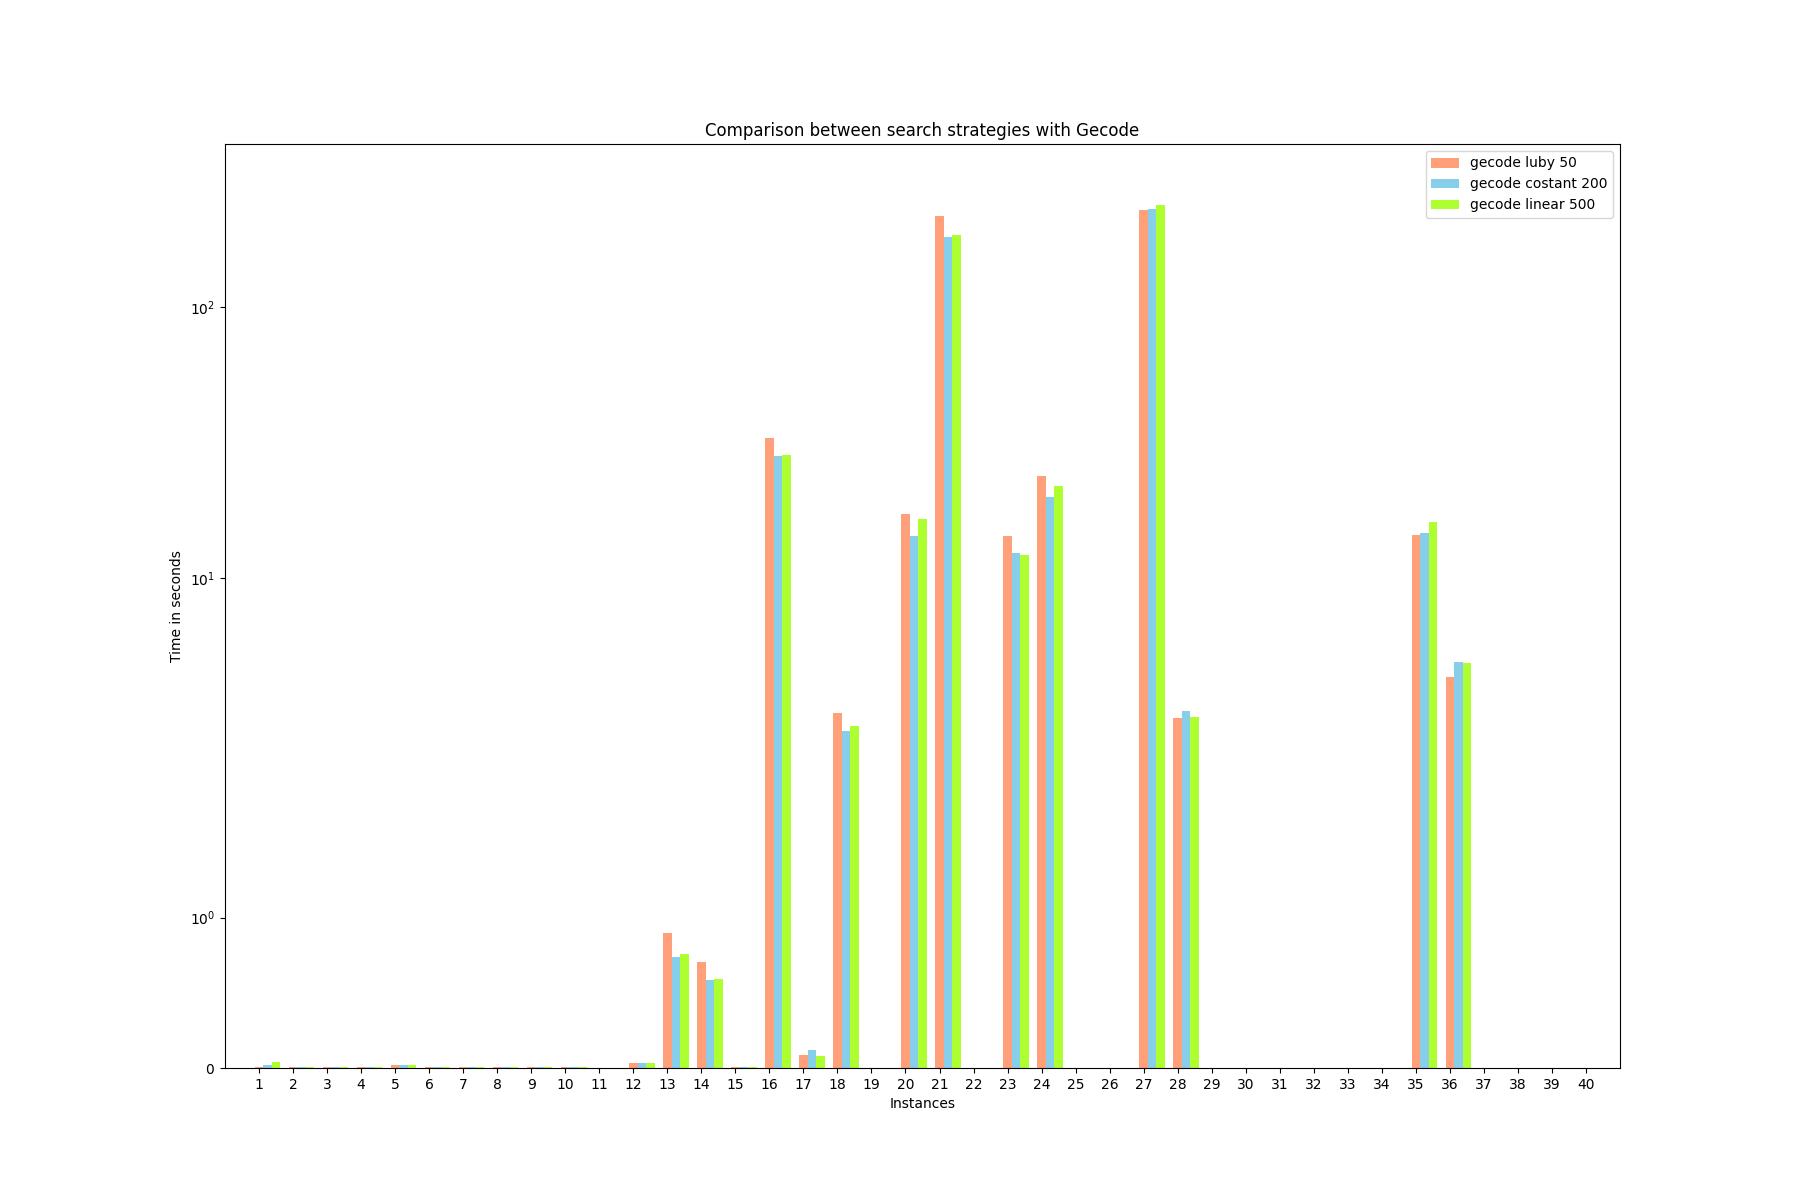 Comparison between search strategies with Gecode
gecode luby 50
gecode costant 200
gecode linear 500
Time in seconds
10²
10¹
10⁰
0
1 2 3 4 5 6 7 8 9 10 11 12 13 14 15 16 17 18 19 20 21 22 23 24 25 26 27 28 29 30 31 32 33 34 35 36 37 38 39 40
Instances